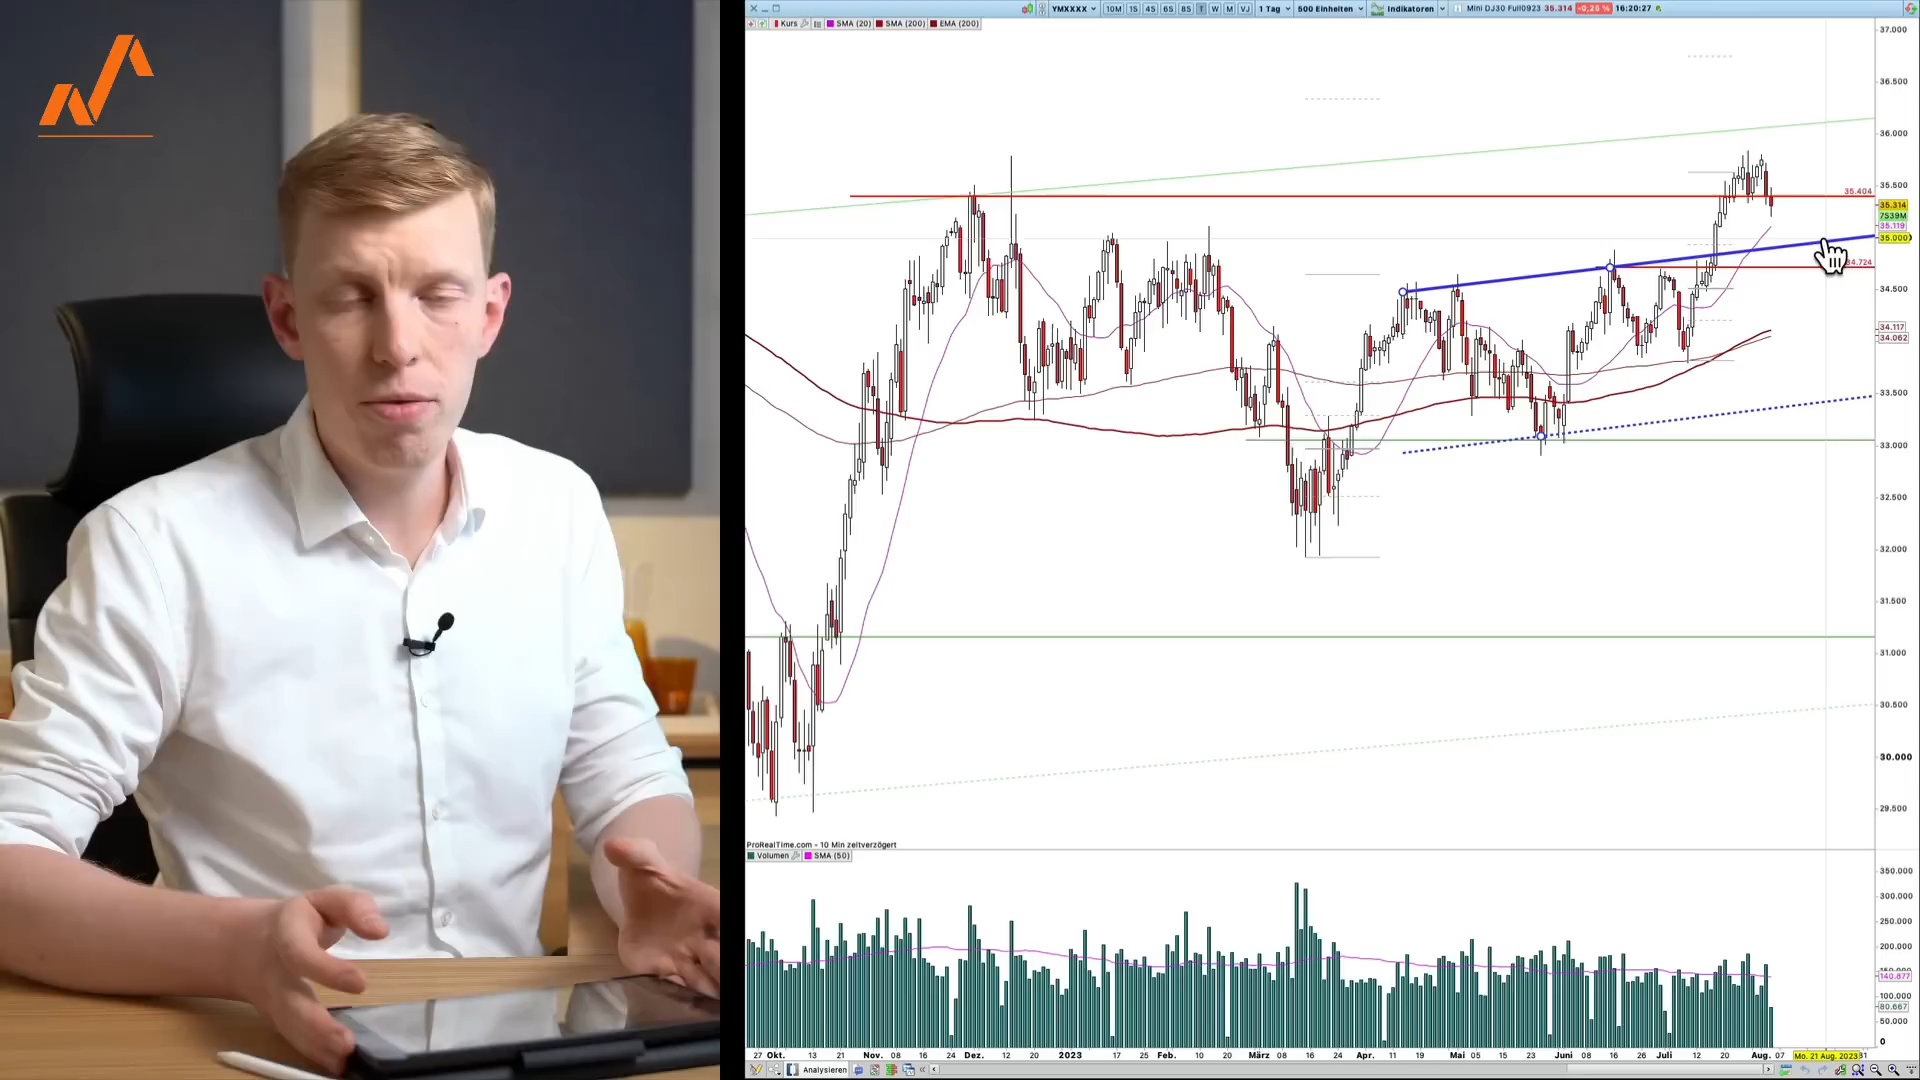 YMXXXX
10M
15
45
6S
8S
T
W
M
VJ
1 Tag
500 Einheiten
Indikatoren
Mini DJ30 Full0923 35.314 -0,25 % 16:20:27
Kurs
SMA (20)
SMA (200)
EMA (200)
37.000
36.500
36.000
35.500
35.404
35.314
7S39M
35.119
35.000
34.724
34.500
34.117
34.062
33.500
33.000
32.500
32.000
31.500
31.000
30.500
30.000
29.500
ProRealTime.com - 10 Min zeitverzögert
Volumen
SMA (50)
350.000
300.000
250.000
200.000
140.877
100.000
80.667
50.000
0
27 Okt. 13 21 Nov. 08 16 24 Dez. 12 20 2023 17 25 Feb. 10 20 März 08 16 24 Apr. 11 19 Mai 05 15 23 Juni 08 16 26 Juli 12 20 Aug. 07 Mo. 21 Aug. 2023 31
Analysieren